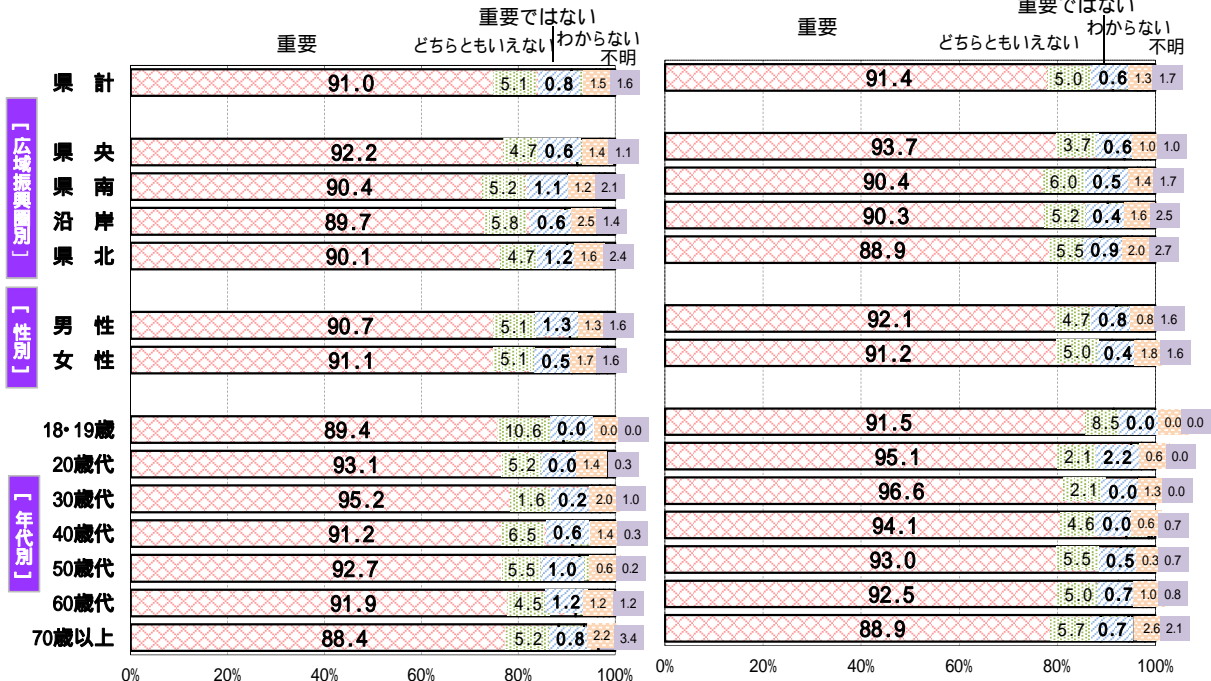 重要 どちらともいえない 重要ではない わからない 不明
県 計 91.0 5.1 0.8 1.5 1.6
[広域振興圏別]
県 央 92.2 4.7 0.6 1.4 1.1
県 南 90.4 5.2 1.1 1.2 2.1
沿 岸 89.7 5.8 0.6 2.5 1.4
県 北 90.1 4.7 1.2 1.6 2.4
[性別]
男 性 90.7 5.1 1.3 1.3 1.6
女 性 91.1 5.1 0.5 1.7 1.6
18・19歳 89.4 10.6 0.0 0.0 0.0
20歳代 93.1 5.2 0.0 1.4 0.3
[年代別]
30歳代 95.2 1.6 0.2 2.0 1.0
40歳代 91.2 6.5 0.6 1.4 0.3
50歳代 92.7 5.5 1.0 0.6 0.2
60歳代 91.9 4.5 1.2 1.2 1.2
70歳以上 88.4 5.2 0.8 2.2 3.4
0% 20% 40% 60% 80% 100%
重要 どちらともいえない 重要ではない わからない 不明
91.4 5.0 0.6 1.3 1.7
93.7 3.7 0.6 1.0 1.0
90.4 6.0 0.5 1.4 1.7
90.3 5.2 0.4 1.6 2.5
88.9 5.5 0.9 2.0 2.7
92.1 4.7 0.8 0.8 1.6
91.2 5.0 0.4 1.8 1.6
91.5 8.5 0.0 0.0 0.0
95.1 2.1 2.2 0.6 0.0
96.6 2.1 0.0 1.3 0.0
94.1 4.6 0.0 0.6 0.7
93.0 5.5 0.5 0.3 0.7
92.5 5.0 0.7 1.0 0.8
88.9 5.7 0.7 2.6 2.1
0% 20% 40% 60% 80% 100%